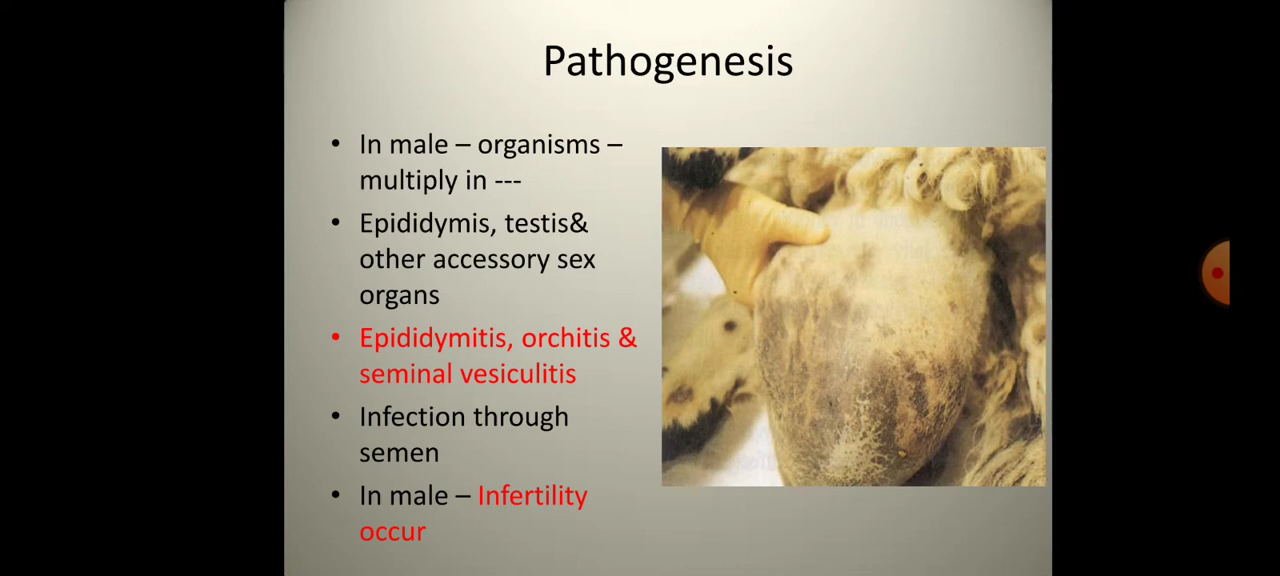 Pathogenesis
• In male – organisms –
multiply in ---
• Epididymis, testis&
other accessory sex
organs
• Epididymitis, orchitis &
seminal vesiculitis
• Infection through
semen
• In male – Infertility
occur